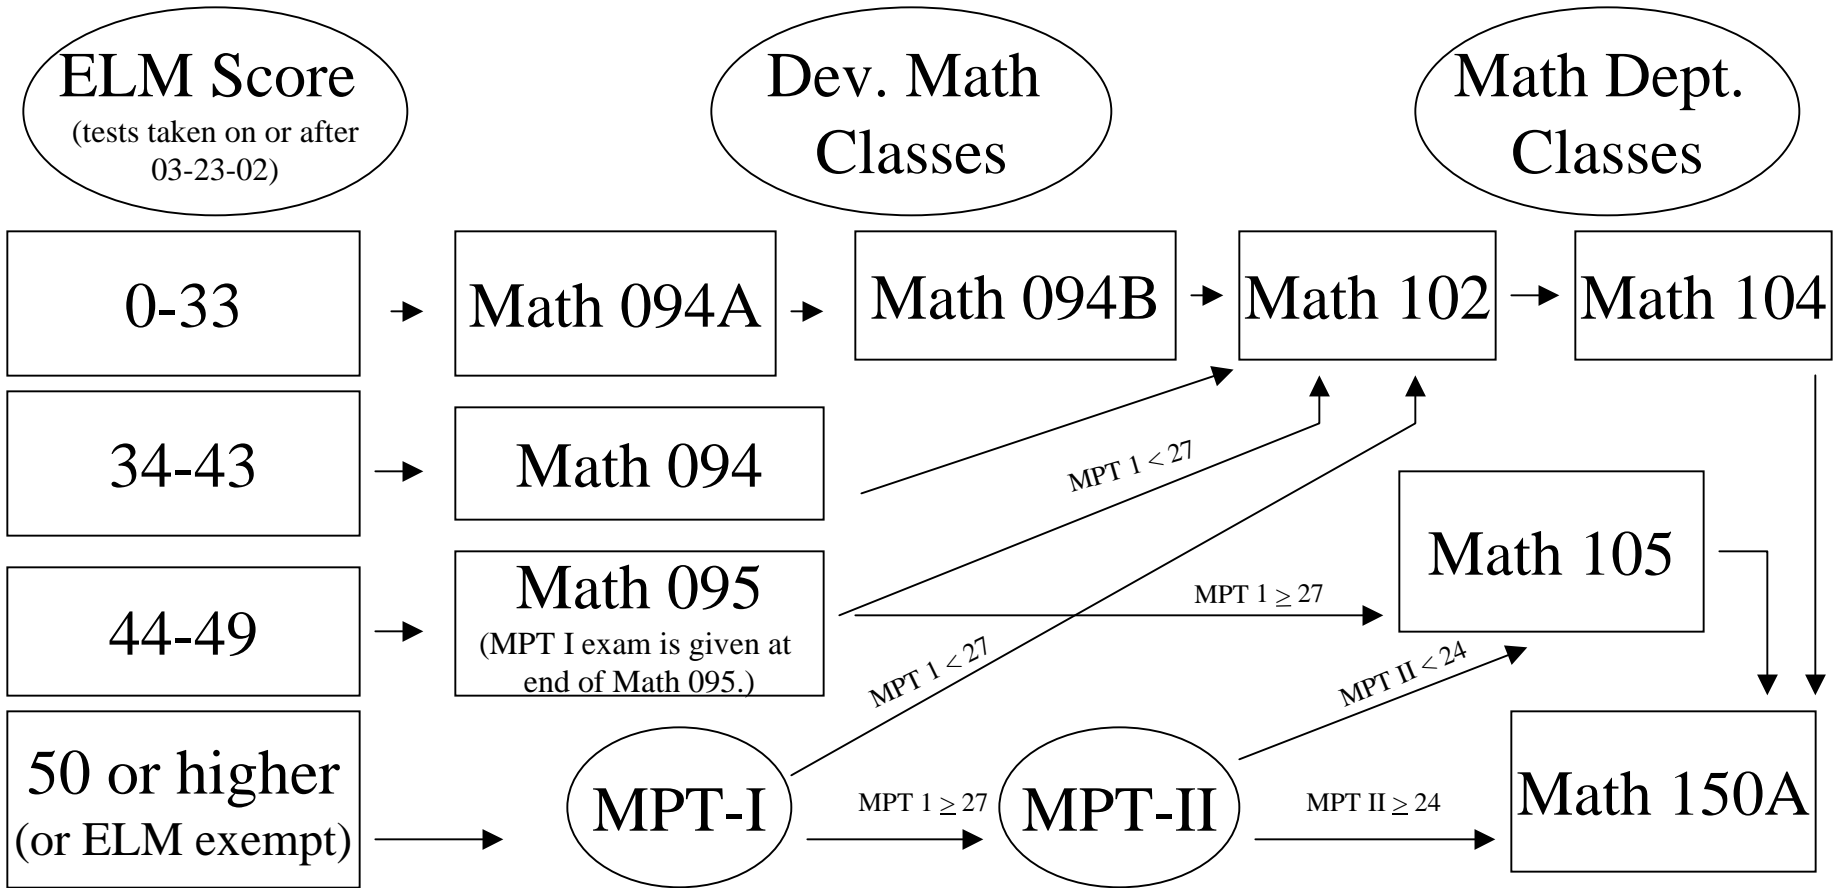 ELM Score
(tests taken on or after
03-23-02)
Dev. Math
Classes
Math Dept.
Classes
0-33
Math 094A
Math 094B
Math 102
Math 104
34-43
Math 094
MPT 1 < 27
Math 105
44-49
Math 095
(MPT I exam is given at
end of Math 095.)
MPT 1 ≥ 27
MPT 1 < 27
MPT II < 24
50 or higher
(or ELM exempt)
MPT-I
MPT 1 ≥ 27
MPT-II
MPT II ≥ 24
Math 150A